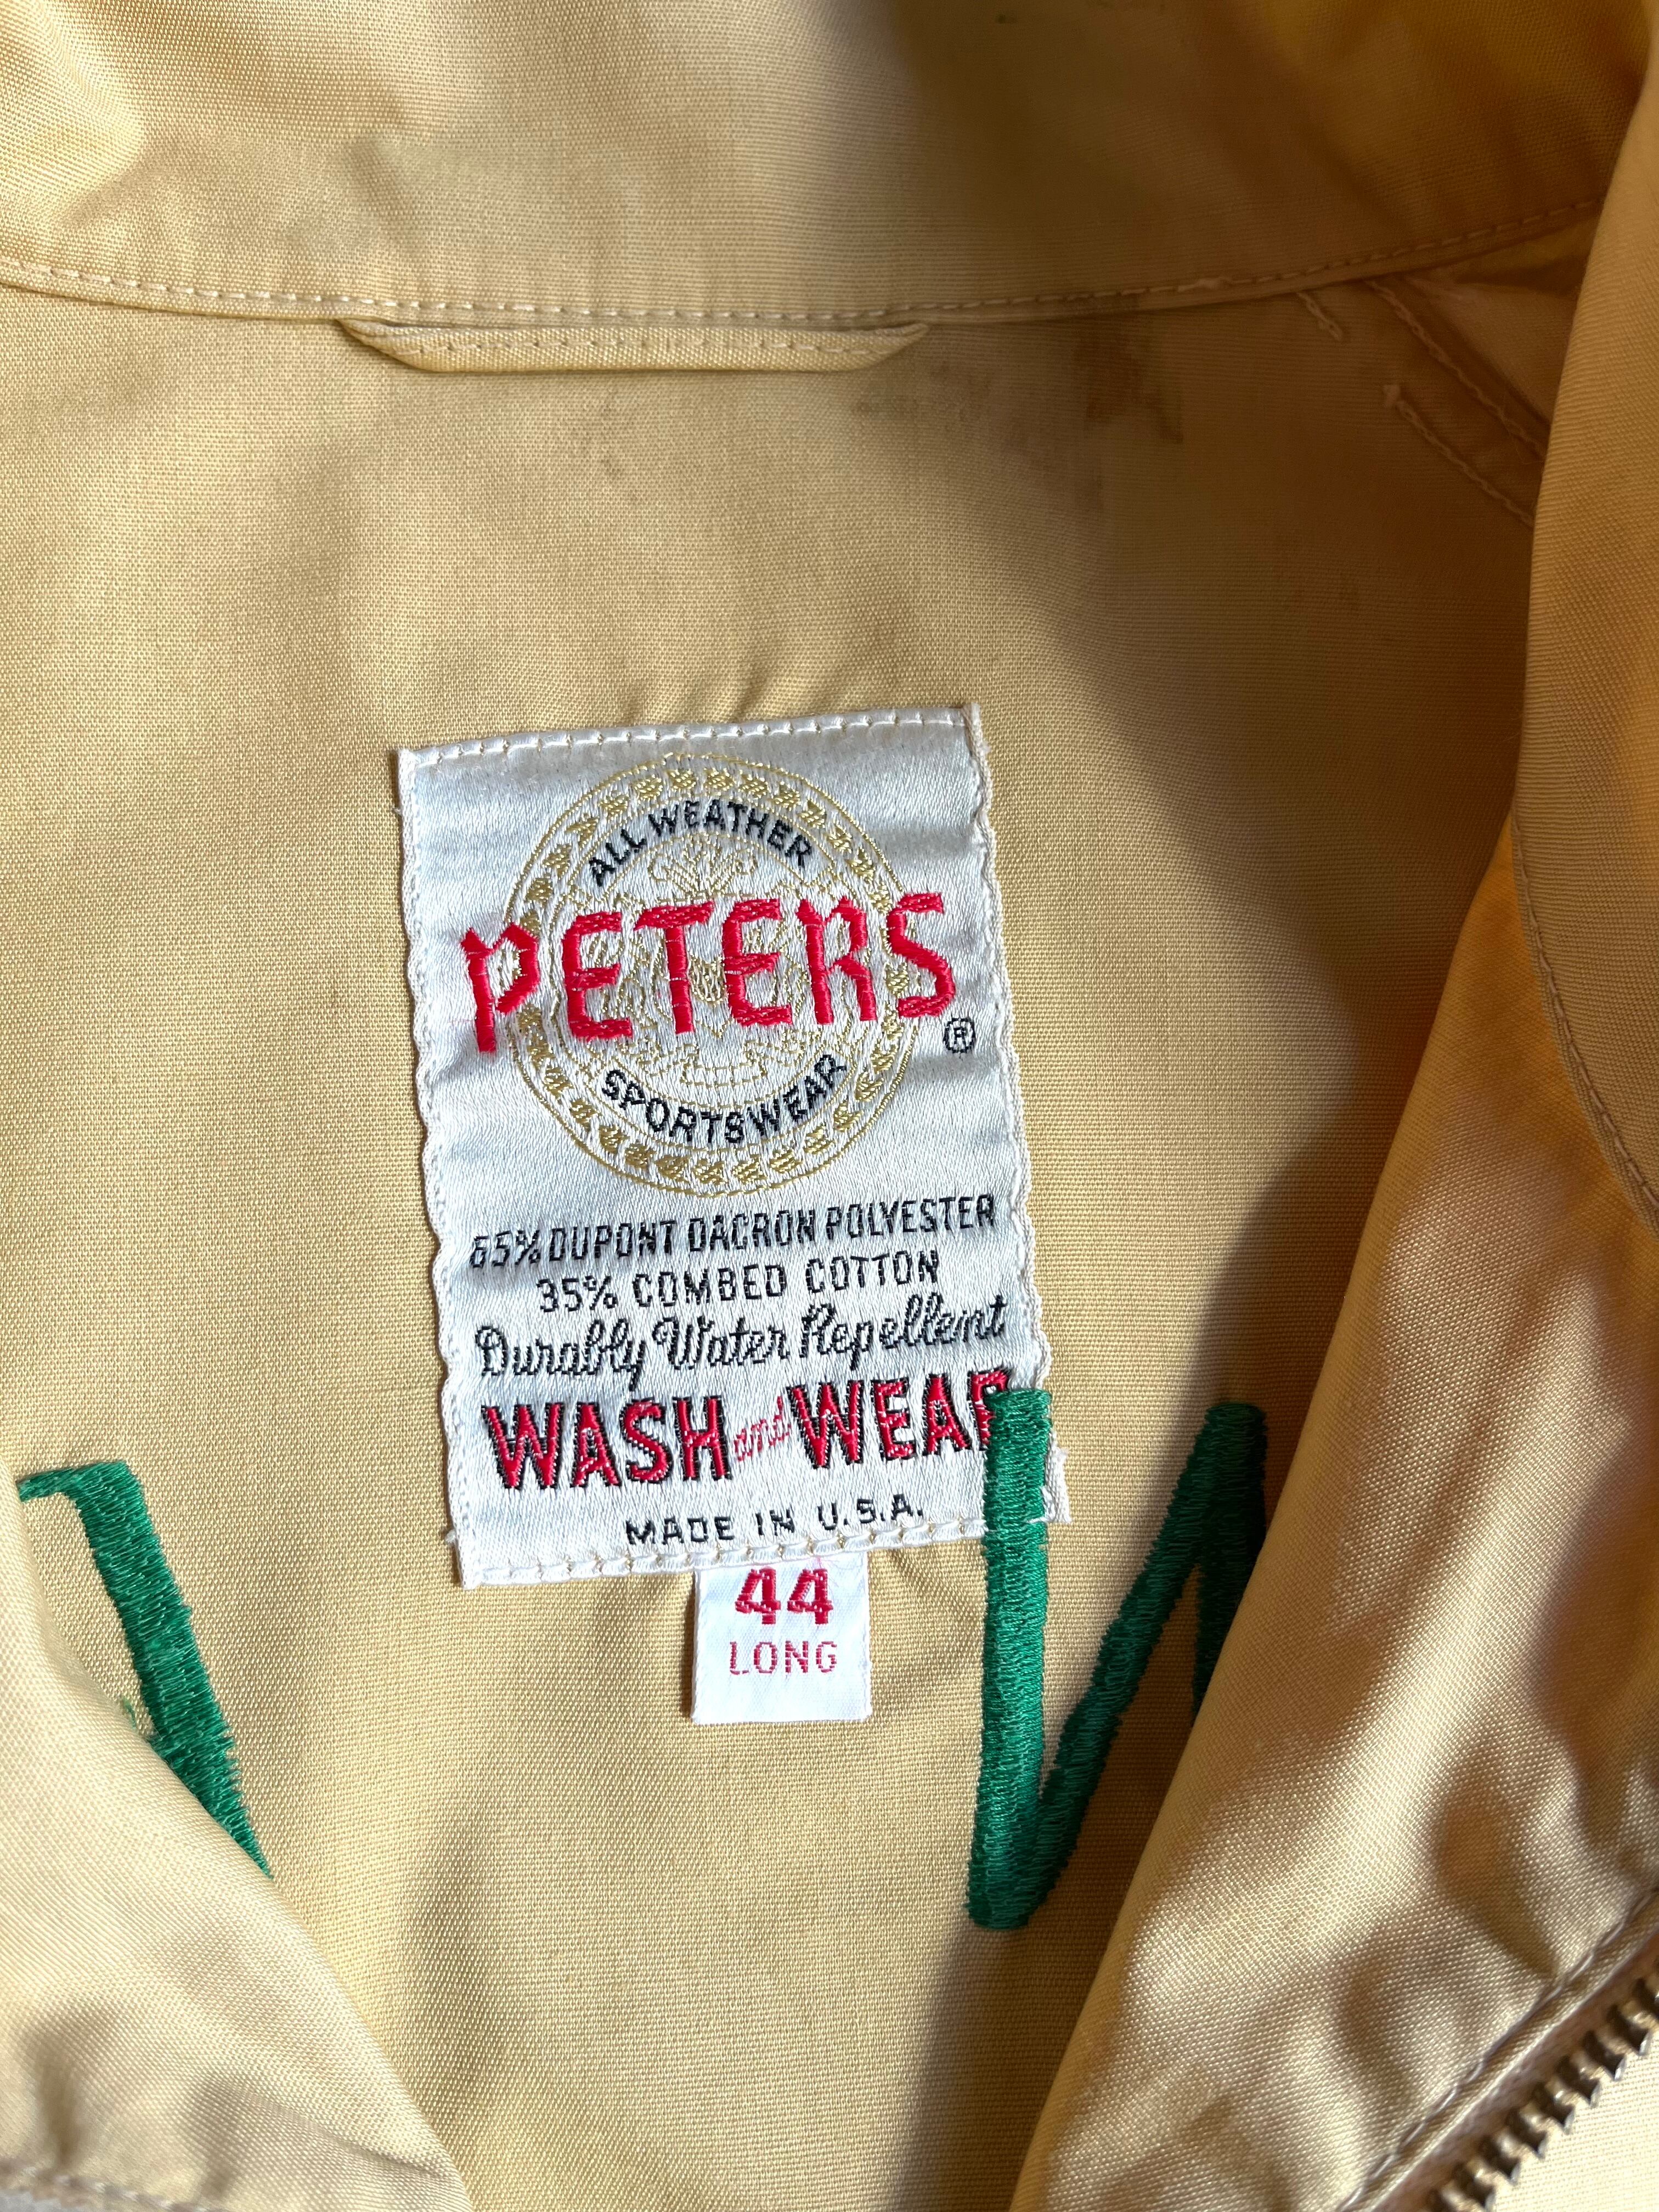 ALL WEATHER
PETERS
®
SPORTSWEAR
65% DUPONT DACRON POLYESTER
35% COMBED COTTON
Durably Water Repellent
WASH and WEAR
MADE IN U.S.A.
44
LONG